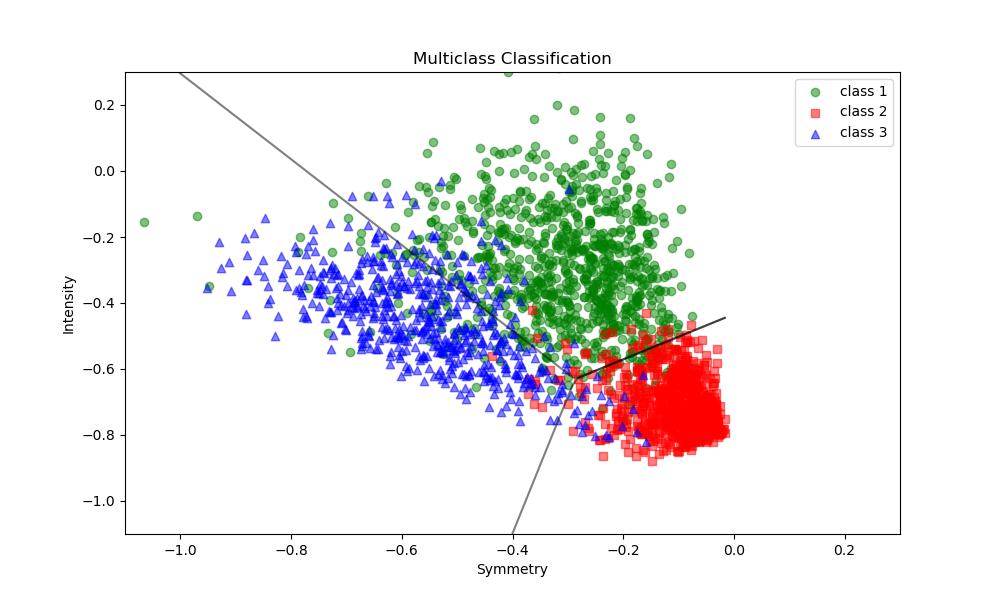 Multiclass Classification
class 1
class 2
class 3
0.2
0.0
−0.2
−0.4
−0.6
−0.8
−1.0
Intensity
−1.0 −0.8 −0.6 −0.4 −0.2 0.0 0.2
Symmetry